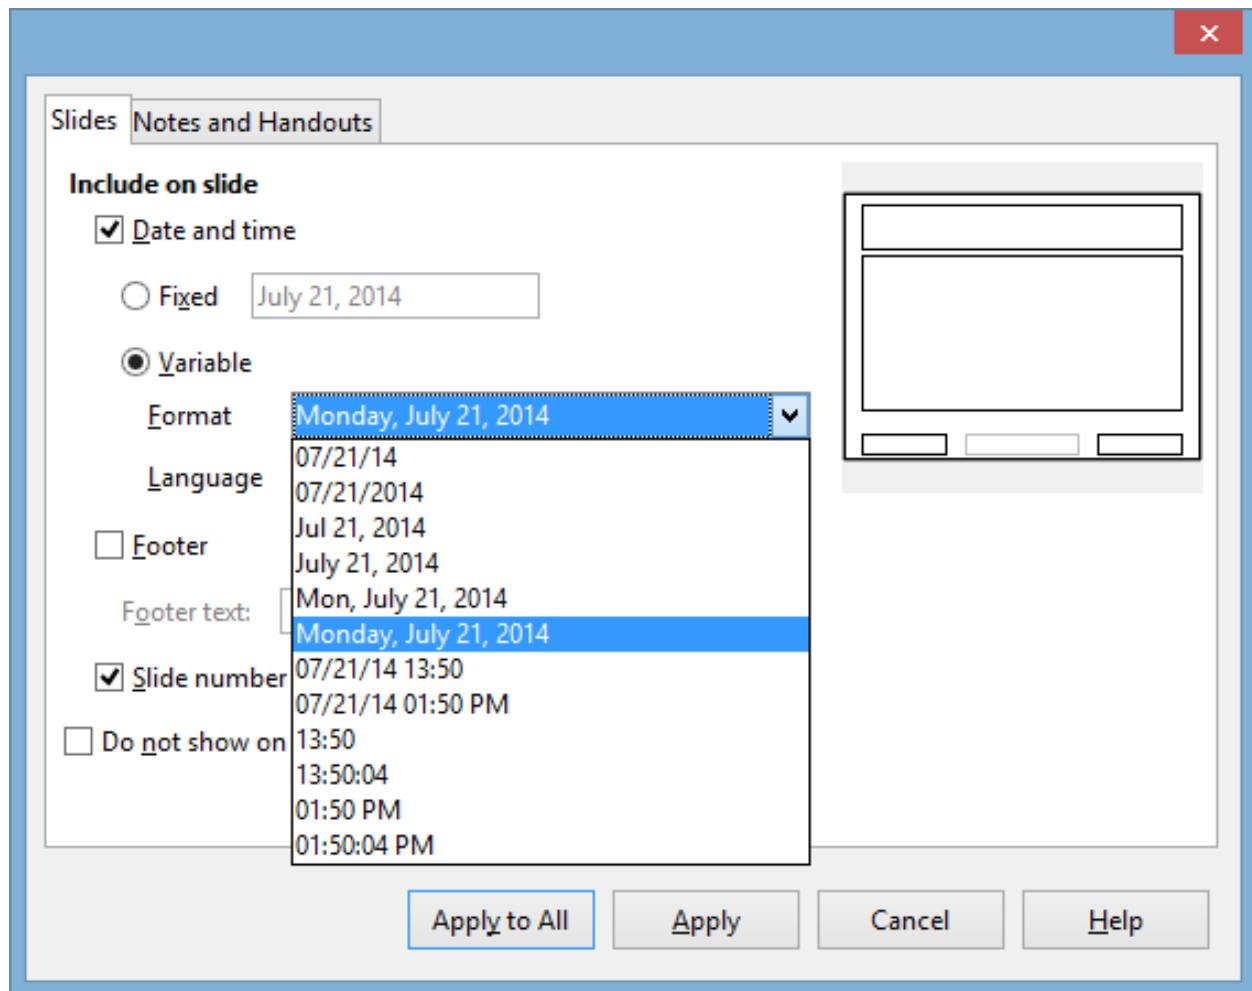 Slides Notes and Handouts
Include on slide
Date and time
Fixed July 21, 2014
Variable
Format Monday, July 21, 2014
07/21/14
Language
07/21/2014
Jul 21, 2014
Footer
July 21, 2014
Mon, July 21, 2014
Footer text:
Monday, July 21, 2014
Slide number 07/21/14 13:50
07/21/14 01:50 PM
Do not show on 13:50
13:50:04
01:50 PM
01:50:04 PM
Apply to All Apply Cancel Help